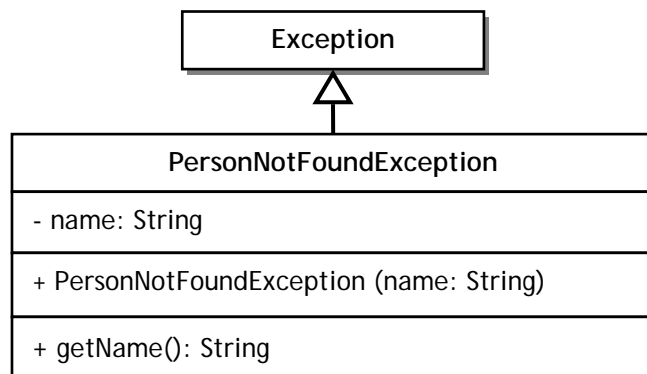 Exception
PersonNotFoundException
- name: String
+ PersonNotFoundException (name: String)
+ getName(): String